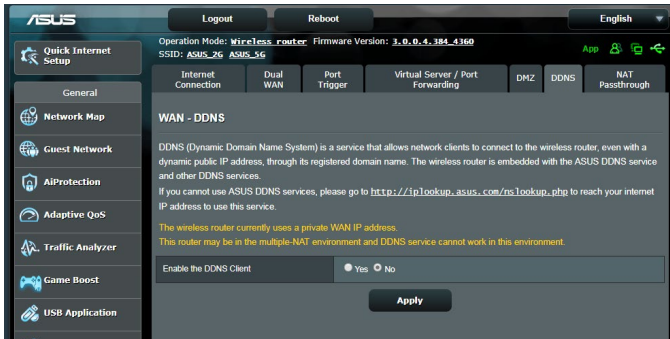 ASUS
Logout
Reboot
English
Quick Internet Setup
Operation Mode: Wireless router Firmware Version: 3.0.0.4.384_4360
SSID: ASUS_2G ASUS_5G
App
General
Network Map
Guest Network
AiProtection
Adaptive QoS
Traffic Analyzer
Game Boost
USB Application
Internet Connection
Dual WAN
Port Trigger
Virtual Server / Port Forwarding
DMZ
DDNS
NAT Passthrough
WAN - DDNS
DDNS (Dynamic Domain Name System) is a service that allows network clients to connect to the wireless router, even with a
dynamic public IP address, through its registered domain name. The wireless router is embedded with the ASUS DDNS service
and other DDNS services.
If you cannot use ASUS DDNS services, please go to http://iplookup.asus.com/nslookup.php to reach your internet
IP address to use this service.
The wireless router currently uses a private WAN IP address.
This router may be in the multiple-NAT environment and DDNS service cannot work in this environment.
Enable the DDNS Client
Yes No
Apply